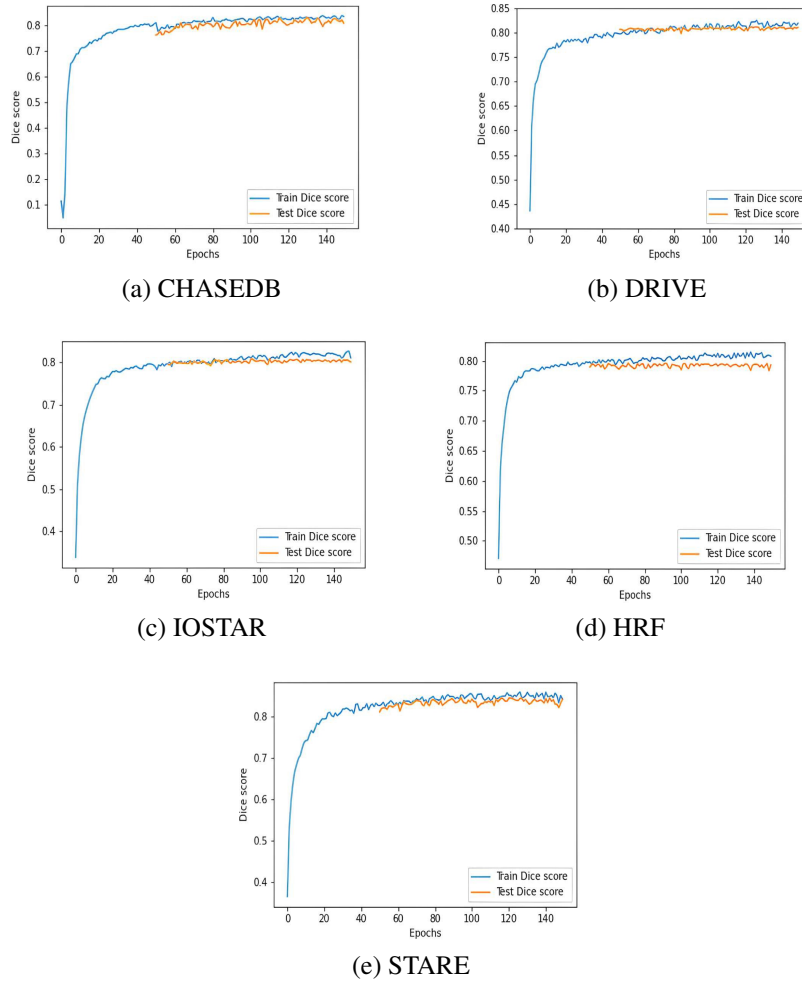 0.8
0.7
0.6
0.5
0.4
0.3
0.2
0.1
Dice score
Train Dice score
Test Dice score
0 20 40 60 80 100 120 140
Epochs
(a) CHASEDB
0.85
0.80
0.75
0.70
0.65
0.60
0.55
0.50
0.45
0.40
Dice score
Train Dice score
Test Dice score
0 20 40 60 80 100 120 140
Epochs
(b) DRIVE
0.8
0.7
0.6
0.5
0.4
Dice score
Train Dice score
Test Dice score
0 20 40 60 80 100 120 140
Epochs
(c) IOSTAR
0.80
0.75
0.70
0.65
0.60
0.55
0.50
Dice score
Train Dice score
Test Dice score
0 20 40 60 80 100 120 140
Epochs
(d) HRF
0.8
0.7
0.6
0.5
0.4
Dice score
Train Dice score
Test Dice score
0 20 40 60 80 100 120 140
Epochs
(e) STARE